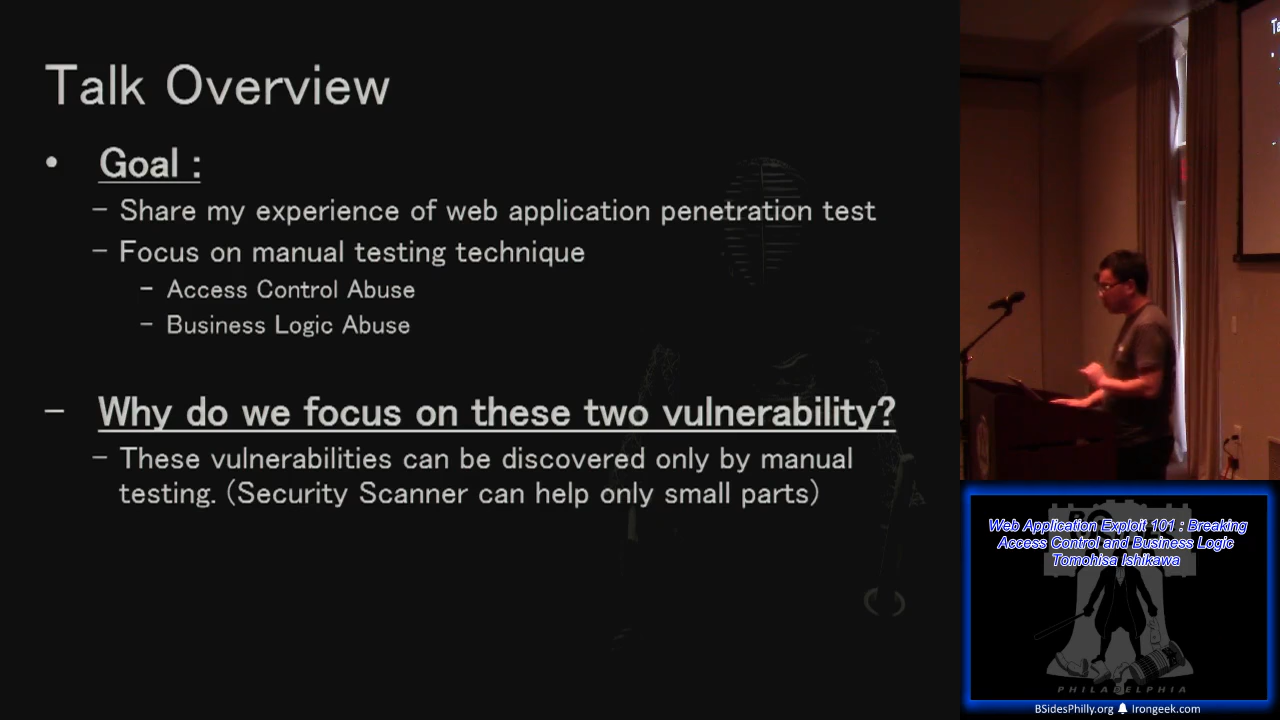 Talk Overview
• Goal :
– Share my experience of web application penetration test
– Focus on manual testing technique
– Access Control Abuse
– Business Logic Abuse
– Why do we focus on these two vulnerability?
– These vulnerabilities can be discovered only by manual
testing. (Security Scanner can help only small parts)
Web Application Exploit 101 : Breaking
Access Control and Business Logic
Tomohisa Ishikawa
PHILADELPHIA
BSidesPhilly.org Irongeek.com